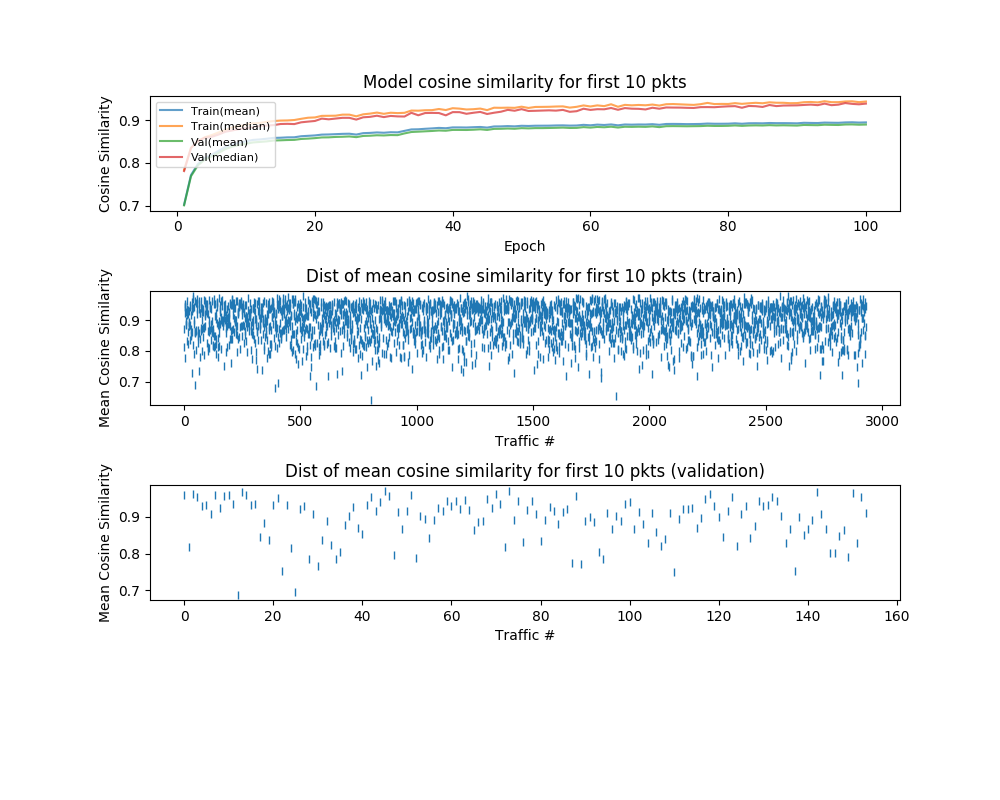 Model cosine similarity for first 10 pkts
Cosine Similarity
0.9
0.8
0.7
Train(mean)
Train(median)
Val(mean)
Val(median)
0 20 40 60 80 100
Epoch
Dist of mean cosine similarity for first 10 pkts (train)
Mean Cosine Similarity
0.9
0.8
0.7
0 500 1000 1500 2000 2500 3000
Traffic #
Dist of mean cosine similarity for first 10 pkts (validation)
Mean Cosine Similarity
0.9
0.8
0.7
0 20 40 60 80 100 120 140 160
Traffic #